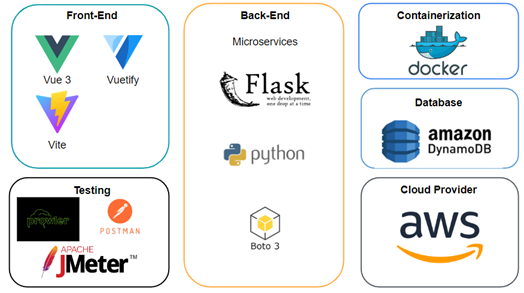 Front-End
Vue 3
Vuetify
Vite
Testing
prowler
POSTMAN
APACHE
JMeter™
Back-End
Microservices
Flask
web development,
one drop at a time
python
Boto 3
Containerization
docker
Database
amazon
DynamoDB
Cloud Provider
aws